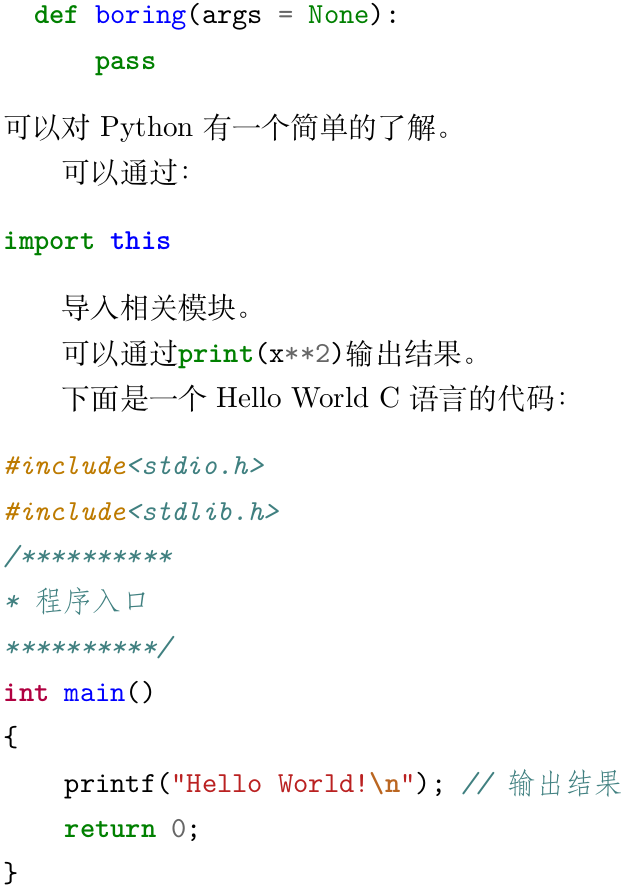 def boring(args = None):
    pass
可以对 Python 有一个简单的了解。
可以通过：
import this
导入相关模块。
可以通过print(x**2)输出结果。
下面是一个 Hello World C 语言的代码：
#include<stdio.h>
#include<stdlib.h>
/**********
* 程序入口
**********/
int main()
{
    printf("Hello World!\n"); // 输出结果
    return 0;
}